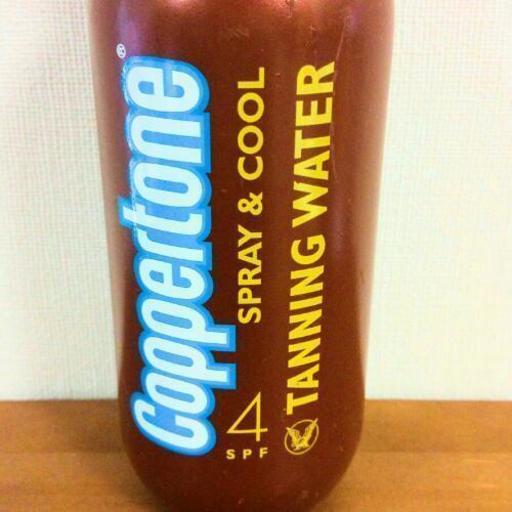 Coppertone®
SPRAY & COOL
TANNING WATER
4
SPF